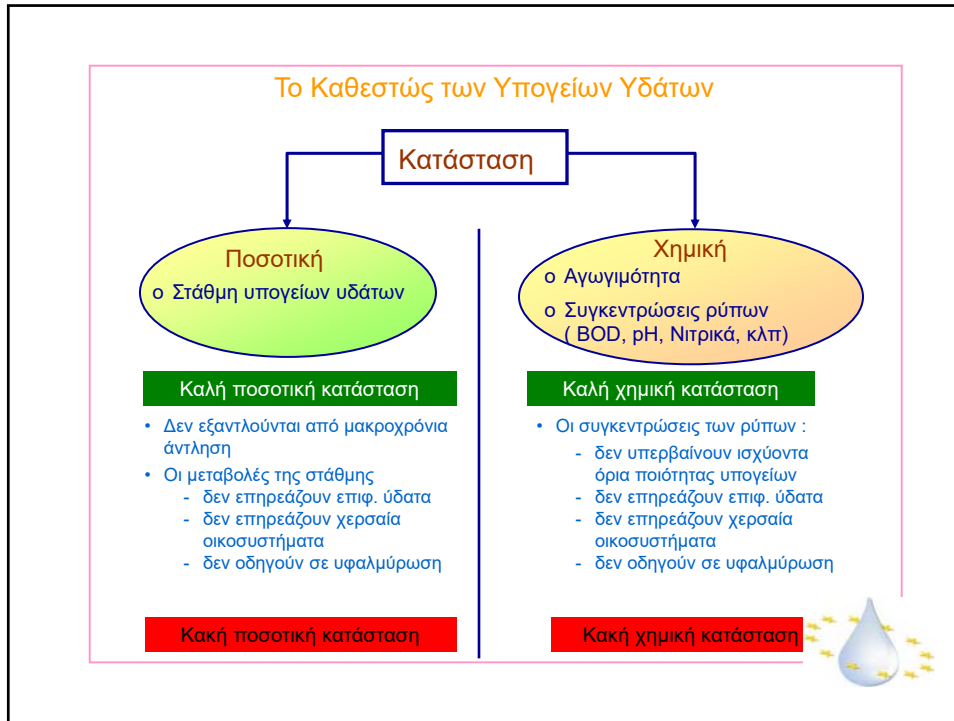 Το Καθεστώς των Υπογείων Υδάτων
Κατάσταση
Ποσοτική
o Στάθμη υπογείων υδάτων
Καλή ποσοτική κατάσταση
• Δεν εξαντλούνται από μακροχρόνια
άντληση
• Οι μεταβολές της στάθμης
- δεν επηρεάζουν επιφ. ύδατα
- δεν επηρεάζουν χερσαία
οικοσυστήματα
- δεν οδηγούν σε υφαλμύρωση
Κακή ποσοτική κατάσταση
Χημική
o Αγωγιμότητα
o Συγκεντρώσεις ρύπων
( BOD, pH, Νιτρικά, κλπ)
Καλή χημική κατάσταση
• Οι συγκεντρώσεις των ρύπων :
- δεν υπερβαίνουν ισχύοντα
όρια ποιότητας υπογείων
- δεν επηρεάζουν επιφ. ύδατα
- δεν επηρεάζουν χερσαία
οικοσυστήματα
- δεν οδηγούν σε υφαλμύρωση
Κακή χημική κατάσταση